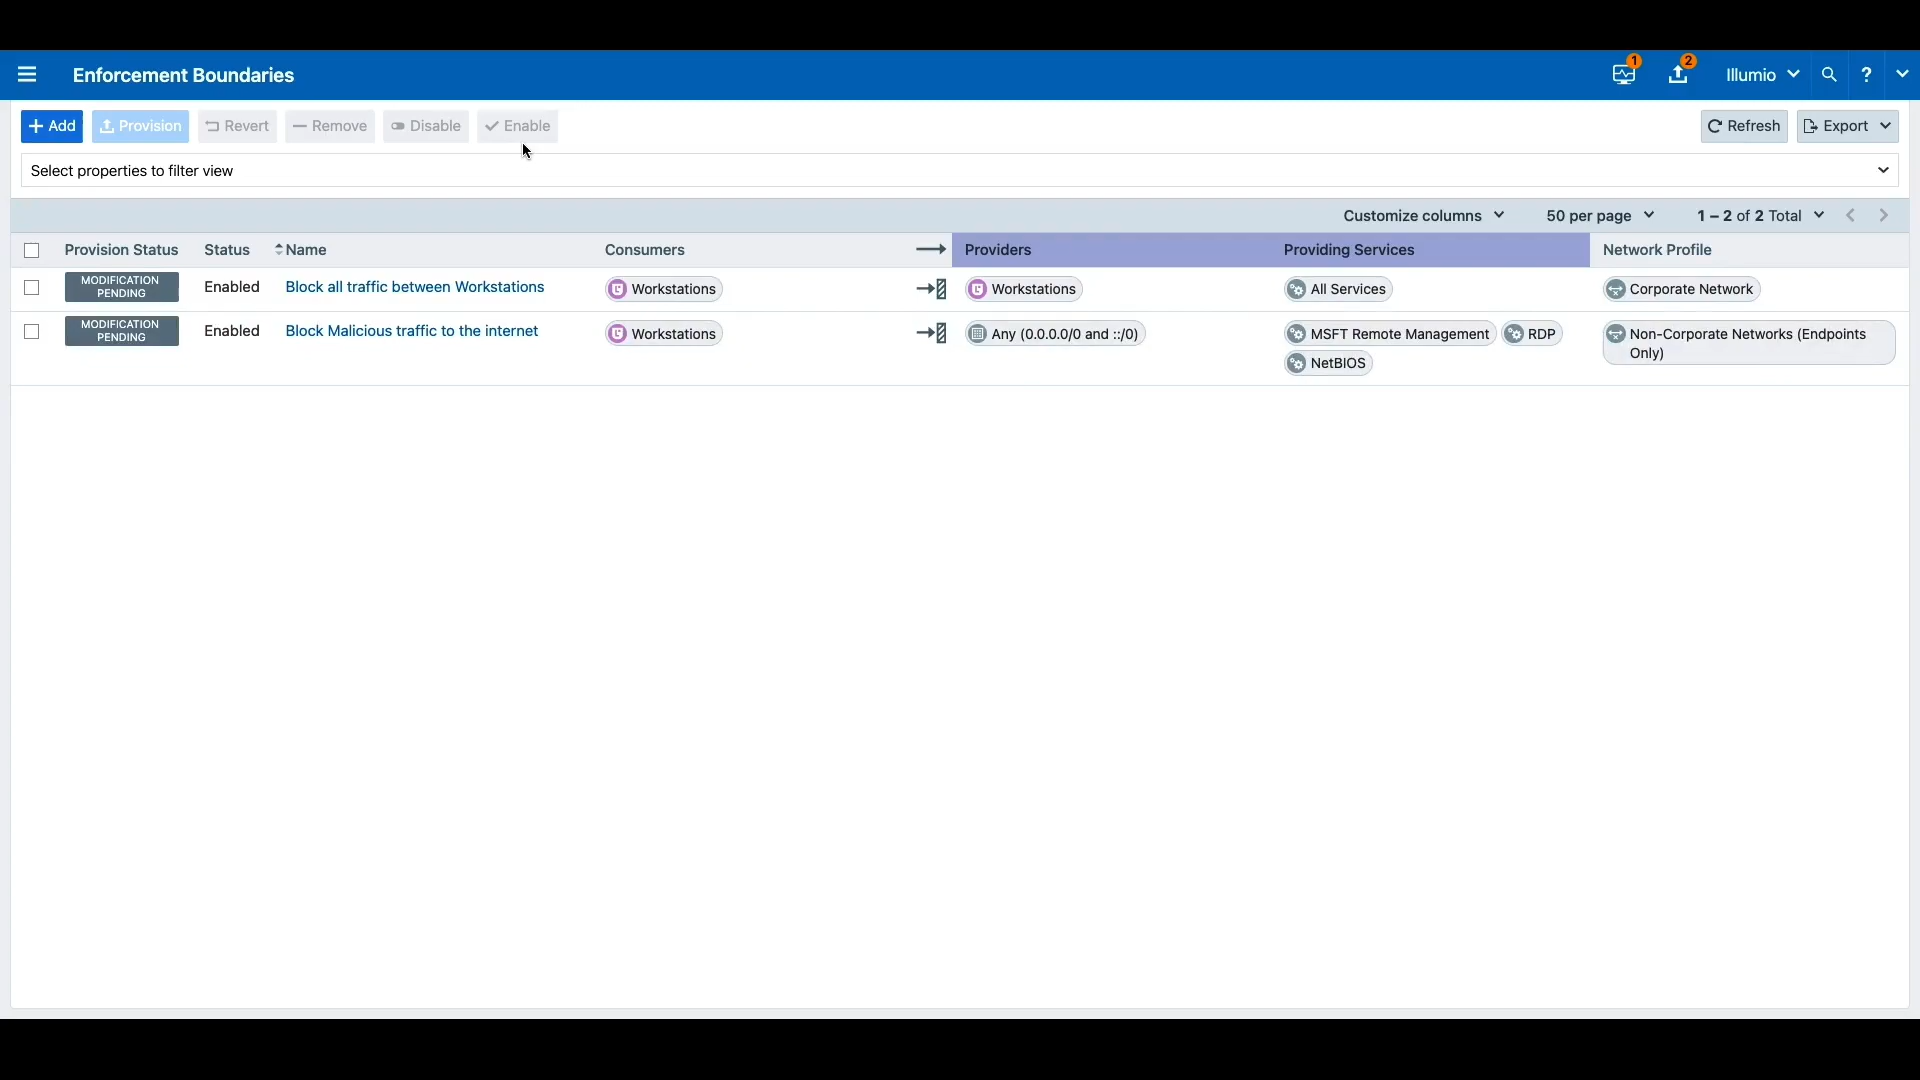 Enforcement Boundaries
1
2
Illumio
?
Add
Provision
Revert
Remove
Disable
Enable
Refresh
Export
Select properties to filter view
Customize columns
50 per page
1 – 2 of 2 Total
Provision Status
Status
Name
Consumers
Providers
Providing Services
Network Profile
MODIFICATION
PENDING
Enabled
Block all traffic between Workstations
Workstations
Workstations
All Services
Corporate Network
MODIFICATION
PENDING
Enabled
Block Malicious traffic to the internet
Workstations
Any (0.0.0.0/0 and ::/0)
MSFT Remote Management
RDP
NetBIOS
Non-Corporate Networks (Endpoints
Only)